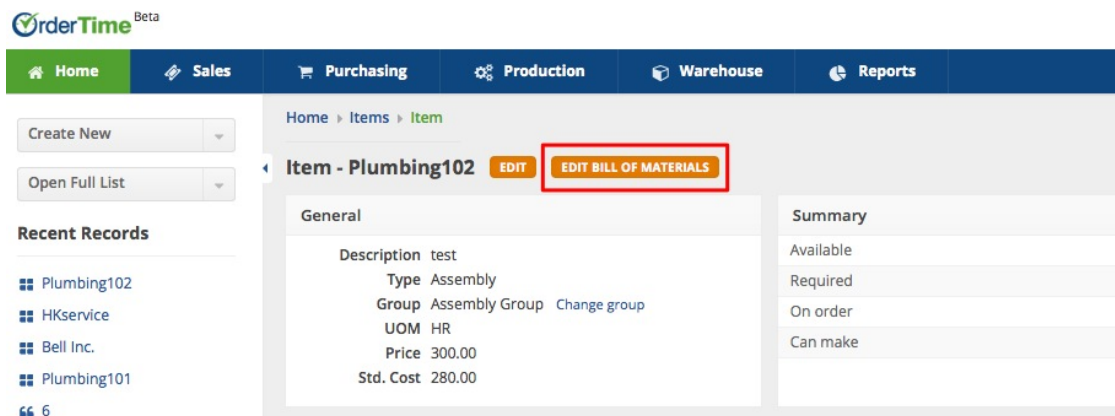 OrderTime Beta
Home Sales Purchasing Production Warehouse Reports
Create New
Open Full List
Recent Records
Plumbing102
HKservice
Bell Inc.
Plumbing101
6
Home Items Item
Item - Plumbing102 EDIT EDIT BILL OF MATERIALS
General
Description test
Type Assembly
Group Assembly Group Change group
UOM HR
Price 300.00
Std. Cost 280.00
Summary
Available
Required
On order
Can make